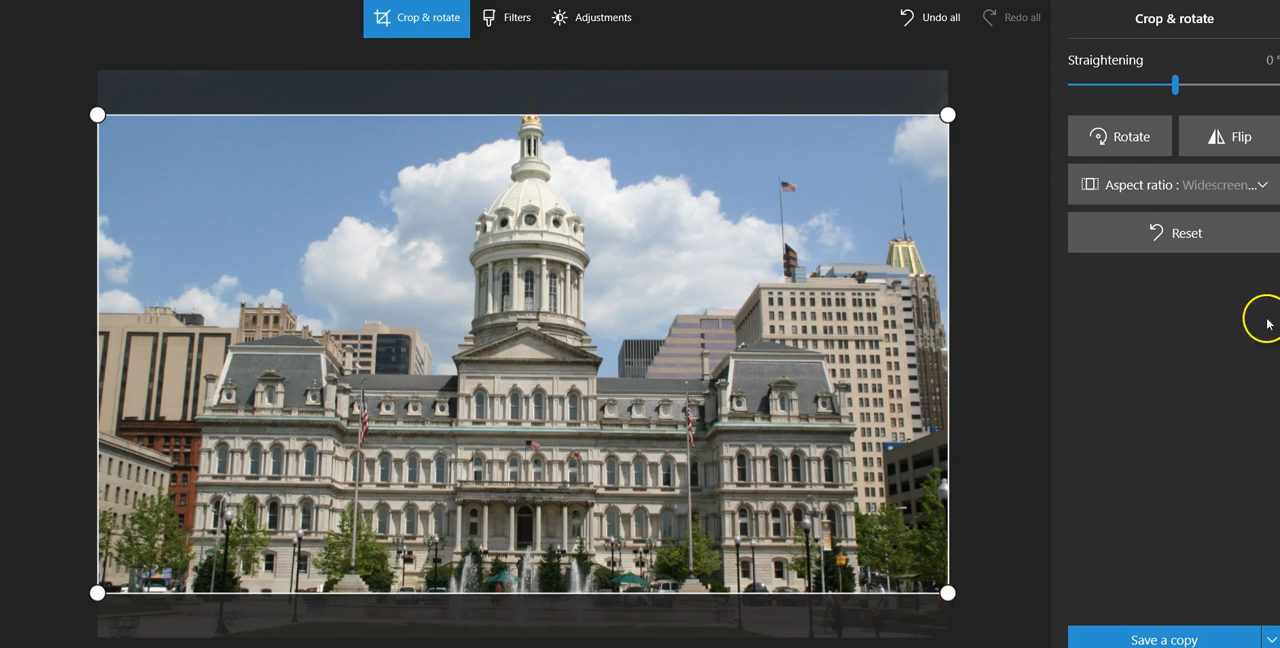 Crop & rotate
Filters
Adjustments
Undo all
Redo all
Crop & rotate
Straightening
0 °
Rotate
Flip
Aspect ratio : Widescreen...
Reset
Save a copy